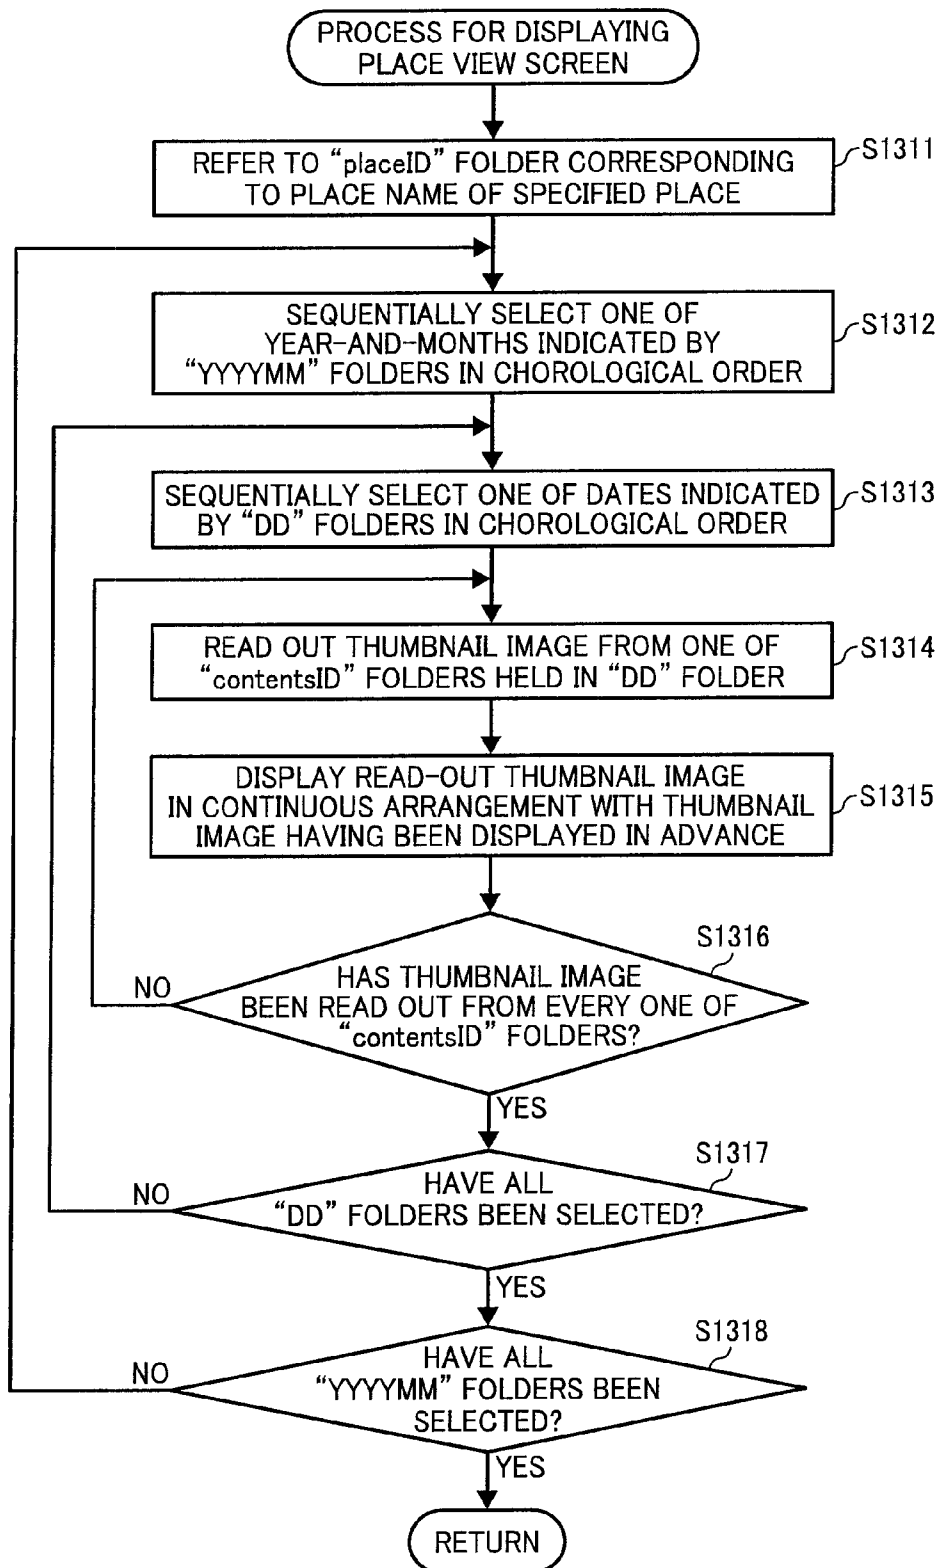 PROCESS FOR DISPLAYING
PLACE VIEW SCREEN
S1311
REFER TO “placeID” FOLDER CORRESPONDING
TO PLACE NAME OF SPECIFIED PLACE
S1312
SEQUENTIALLY SELECT ONE OF
YEAR-AND-MONTHS INDICATED BY
“YYYYMM” FOLDERS IN CHOROLOGICAL ORDER
S1313
SEQUENTIALLY SELECT ONE OF DATES INDICATED
BY “DD” FOLDERS IN CHOROLOGICAL ORDER
S1314
READ OUT THUMBNAIL IMAGE FROM ONE OF
“contentsID” FOLDERS HELD IN “DD” FOLDER
S1315
DISPLAY READ-OUT THUMBNAIL IMAGE
IN CONTINUOUS ARRANGEMENT WITH THUMBNAIL
IMAGE HAVING BEEN DISPLAYED IN ADVANCE
S1316
NO
HAS THUMBNAIL IMAGE
BEEN READ OUT FROM EVERY ONE OF
“contentsID” FOLDERS?
YES
S1317
NO
HAVE ALL
“DD” FOLDERS BEEN SELECTED?
YES
S1318
NO
HAVE ALL
“YYYYMM” FOLDERS BEEN
SELECTED?
YES
RETURN